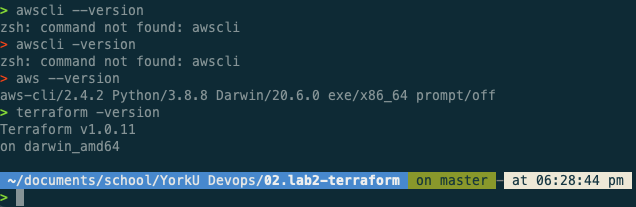 > awscli --version
zsh: command not found: awscli
> awscli -version
zsh: command not found: awscli
> aws --version
aws-cli/2.4.2 Python/3.8.8 Darwin/20.6.0 exe/x86_64 prompt/off
> terraform -version
Terraform v1.0.11
on darwin_amd64
~/documents/school/YorkU Devops/02.lab2-terraform on master — at 06:28:44 pm
>